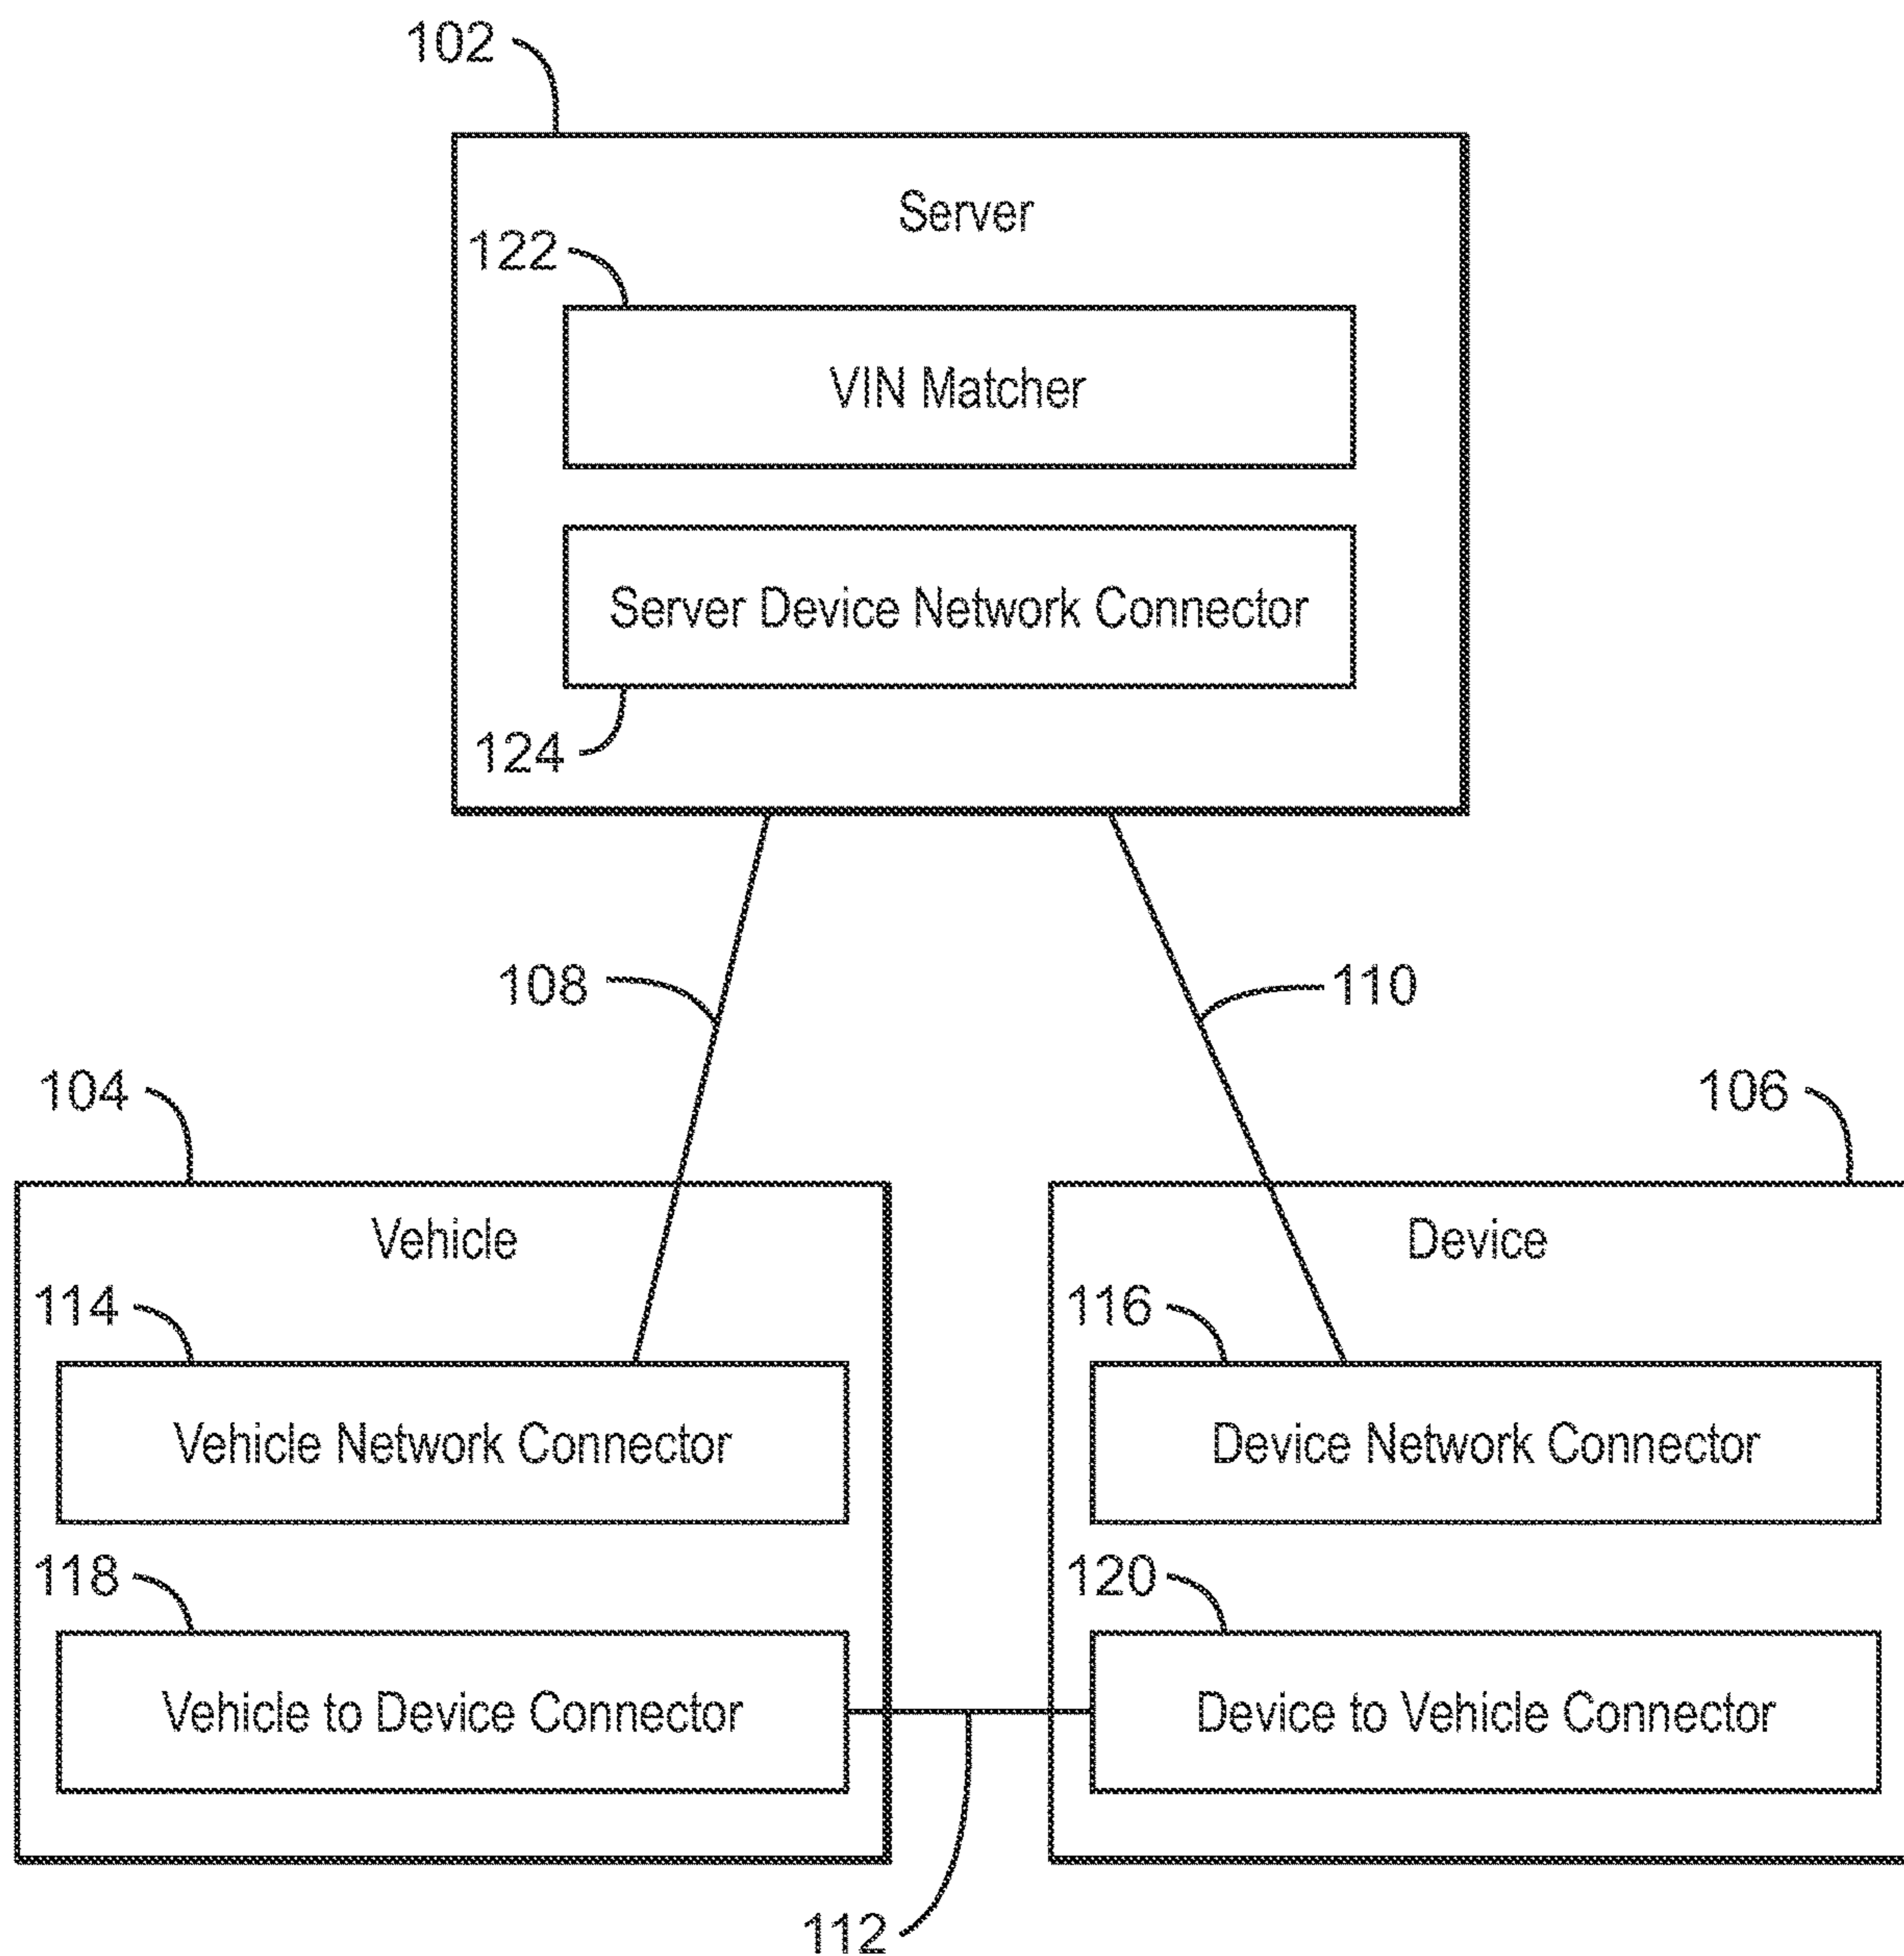 102
Server
122
VIN Matcher
Server Device Network Connector
124
108
110
104
106
Vehicle
Device
114
116
Vehicle Network Connector
Device Network Connector
118
120
Vehicle to Device Connector
Device to Vehicle Connector
112